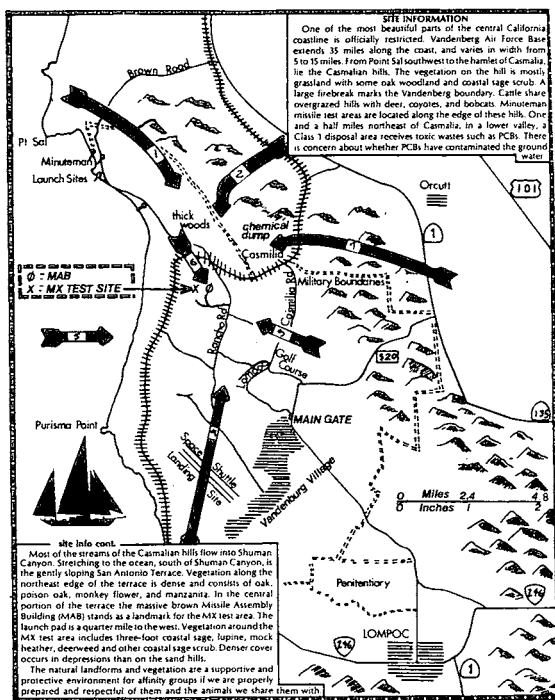 SITE INFORMATION
One of the most beautiful parts of the central California
coastline is officially restricted. Vandenberg Air Force Base
extends 35 miles along the coast, and varies in width from
5 to 15 miles. From Point Sal southwest to the hamlet of Casmalia,
lie the Casmalian hills. The vegetation on the hill is mostly
grassland with some oak woodland and coastal sage scrub. A
large firebreak marks the Vandenberg boundary. Cattle share
overgrazed hills with deer, coyotes, and bobcats. Minuteman
missile test areas are located along the edge of these hills. One
and a half miles northeast of Casmalia, in a lower valley, a
Class 1 disposal area receives toxic wastes such as PCBs. There
is concern about whether PCBs have contaminated the ground
water.
Brown Road
Pt Sal
Minuteman
Launch Sites
1
2
Orcutt
101
1
thick
woods
chemical
dump
Casmilia
6
Ø = MAB
X = MX TEST SITE
X Ø
Military Boundaries
Casmilia Rd
Rancho Rd
Golf
Course
S20
135
Purisma Point
MAIN GATE
Space Shuttle
Landing Site
Vandenburg Village
0 Miles 2.4 4.8
0 Inches 1 2
Penitentiary
246
246
LOMPOC
1
site info cont.
Most of the streams of the Casmalian hills flow into Shuman
Canyon. Stretching to the ocean, south of Shuman Canyon, is
the gently sloping San Antonio Terrace. Vegetation along the
northeast edge of the terrace is dense and consists of oak,
poison oak, monkey flower, and manzanita. In the central
portion of the terrace the massive brown Missile Assembly
Building (MAB) stands as a landmark for the MX test area. The
launch pad is a quarter mile to the west. Vegetation around the
MX test area includes three-foot coastal sage, lupine, mock
heather, deerweed and other coastal sage scrub. Denser cover
occurs in depressions than on the sand hills.
The natural landforms and vegetation are a supportive and
protective environment for affinity groups if we are properly
prepared and respectful of them and the animals we share them with